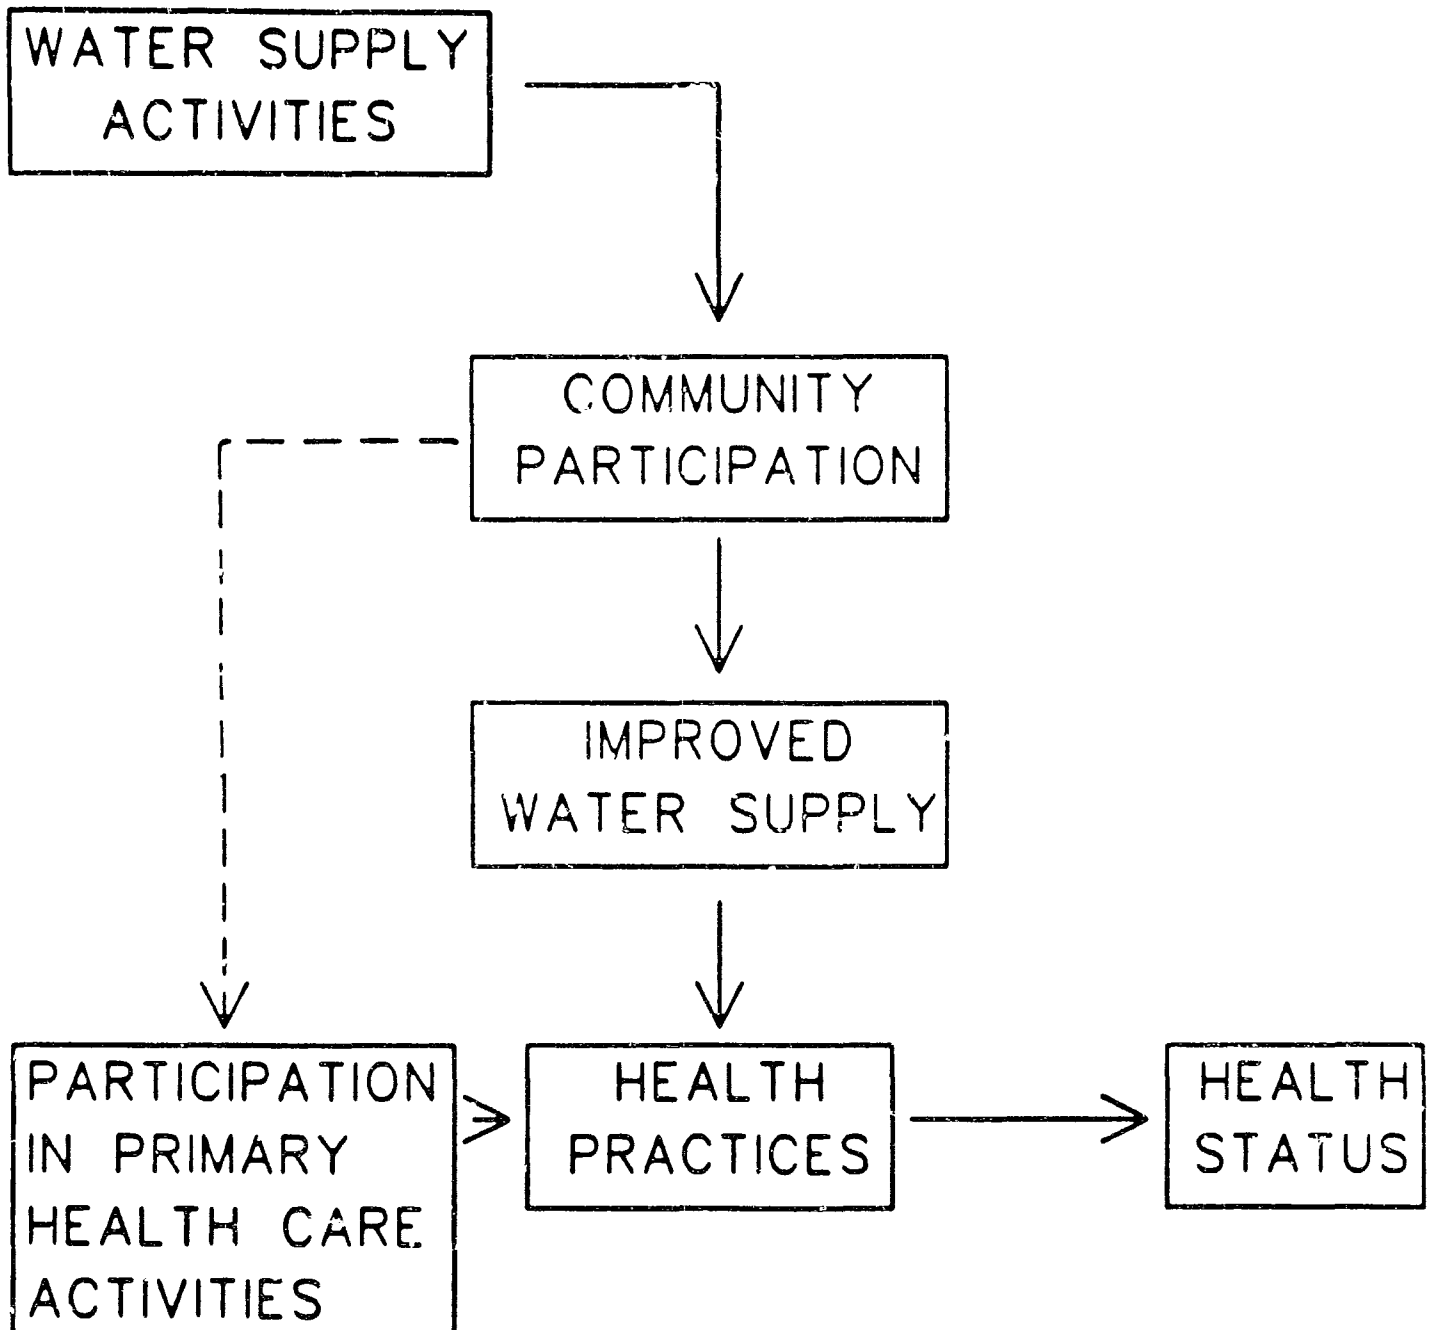 WATER SUPPLY
ACTIVITIES
COMMUNITY
PARTICIPATION
IMPROVED
WATER SUPPLY
PARTICIPATION
IN PRIMARY
HEALTH CARE
ACTIVITIES
HEALTH
PRACTICES
HEALTH
STATUS